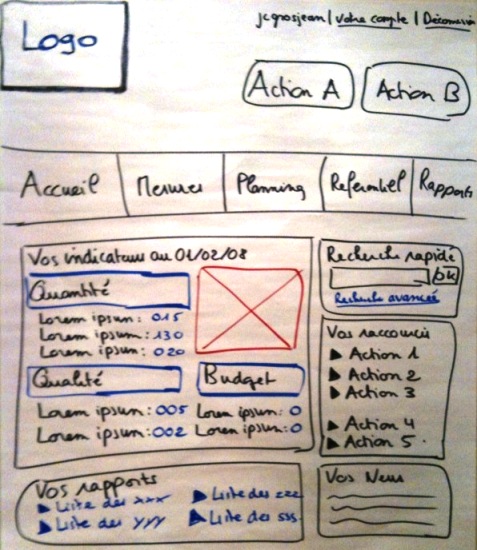 Logo
jcgrosjean | Votre compte | Déconnexion
Action A
Action B
Accueil
Mesures
Planning
Referentiel
Rapports
Vos indicateurs au 01/02/08
Quantité
Lorem ipsum: 015
Lorem ipsum: 130
Lorem ipsum: 020
Qualité
Lorem ipsum: 005
Lorem ipsum: 002
Budget
Lorem ipsum: 0
Lorem ipsum: 0
Recherche rapide
OK
Recherche avancée
Vos raccourcis
Action 1
Action 2
Action 3
Action 4
Action 5
Vos rapports
Liste des xxx
Liste des yyy
Liste des zzz
Liste des sss
Vos News